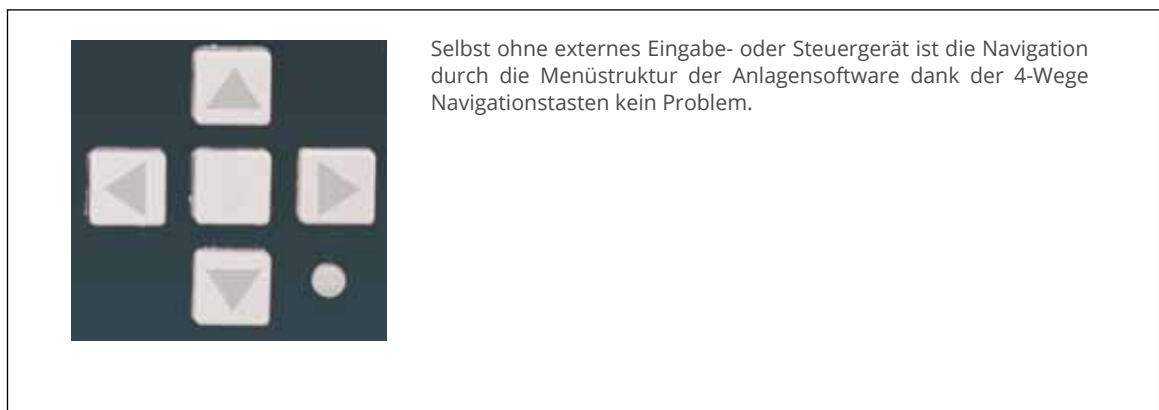 Selbst ohne externes Eingabe- oder Steuergerät ist die Navigation
durch die Menüstruktur der Anlagensoftware dank der 4-Wege
Navigationstasten kein Problem.